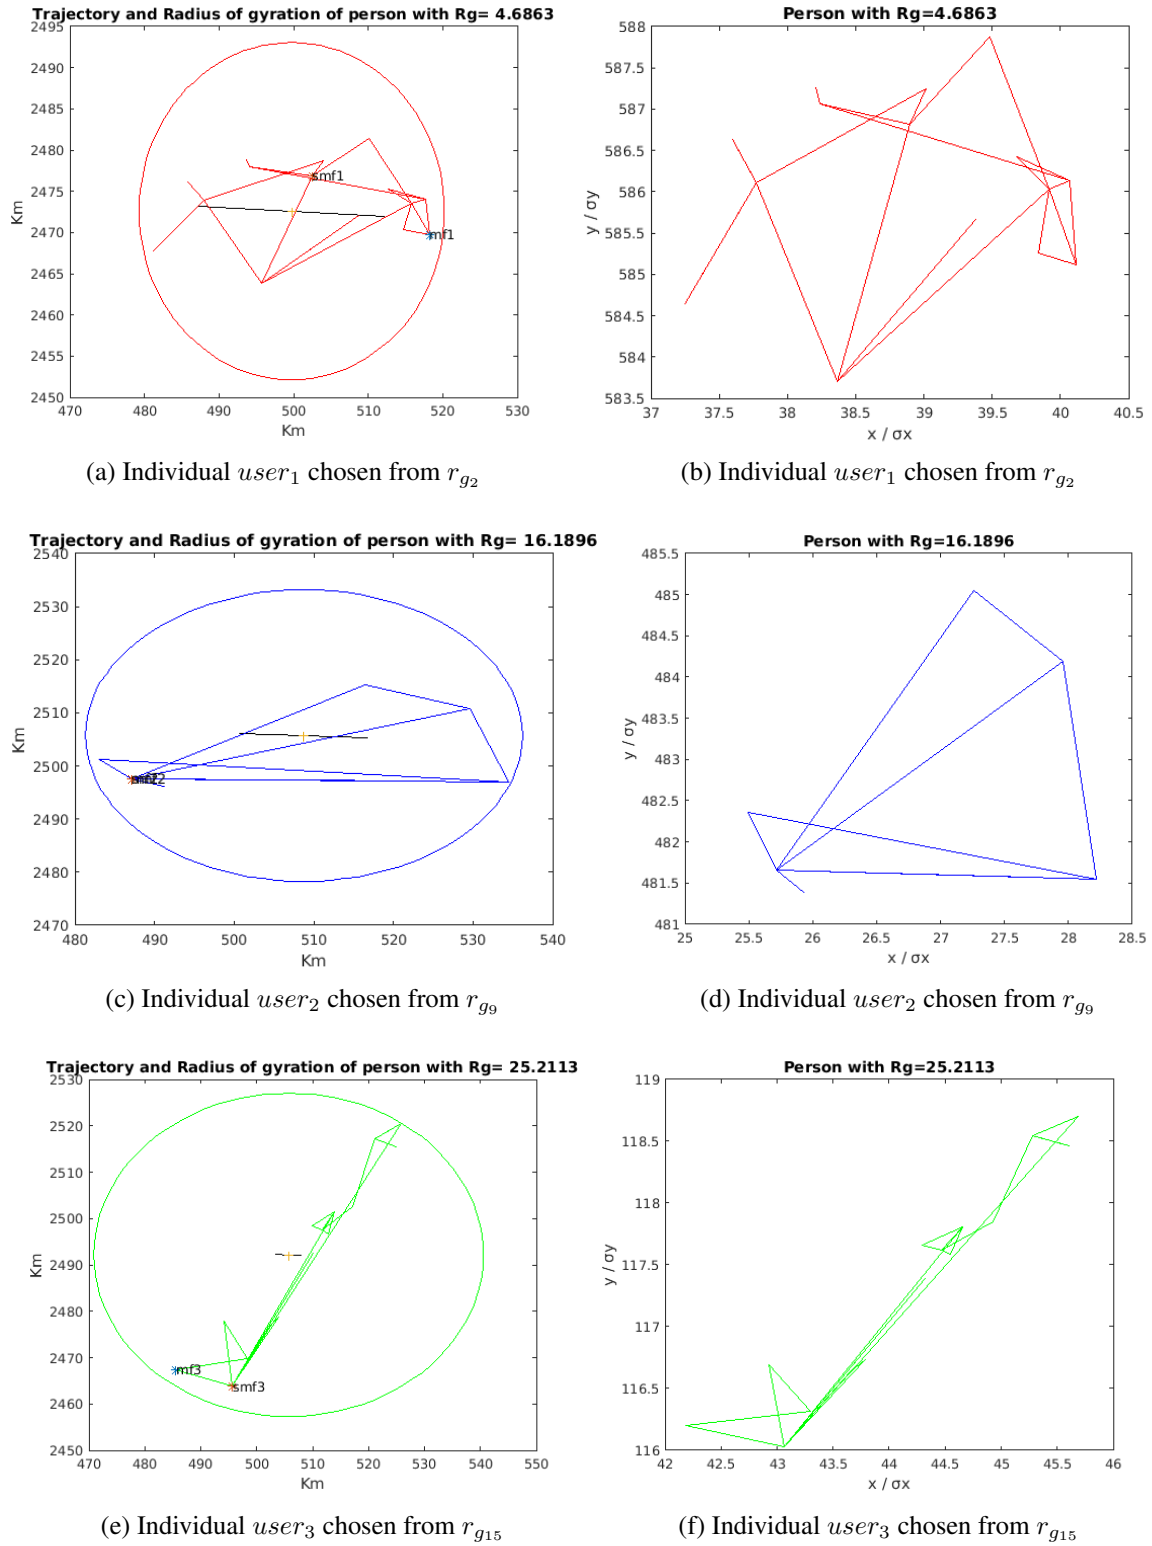 Trajectory and Radius of gyration of person with Rg= 4.6863
2495
2490
2485
2480
2475
2470
2465
2460
2455
2450
Km
smf1
mf1
470 480 490 500 510 520 530
Km
Person with Rg=4.6863
588
587.5
587
586.5
586
585.5
585
584.5
584
583.5
y / σy
37 37.5 38 38.5 39 39.5 40 40.5
x / σx
(a) Individual user₁ chosen from r_g₂
(b) Individual user₁ chosen from r_g₂
Trajectory and Radius of gyration of person with Rg= 16.1896
2540
2530
2520
2510
2500
2490
2480
2470
Km
480 490 500 510 520 530 540
Km
Person with Rg=16.1896
485.5
485
484.5
484
483.5
483
482.5
482
481.5
481
y / σy
25 25.5 26 26.5 27 27.5 28 28.5
x / σx
(c) Individual user₂ chosen from r_g₉
(d) Individual user₂ chosen from r_g₉
Trajectory and Radius of gyration of person with Rg= 25.2113
2530
2520
2510
2500
2490
2480
2470
2460
2450
Km
mf3
smf3
470 480 490 500 510 520 530 540 550
Km
Person with Rg=25.2113
119
118.5
118
117.5
117
116.5
116
y / σy
42 42.5 43 43.5 44 44.5 45 45.5 46
x / σx
(e) Individual user₃ chosen from r_g₁₅
(f) Individual user₃ chosen from r_g₁₅